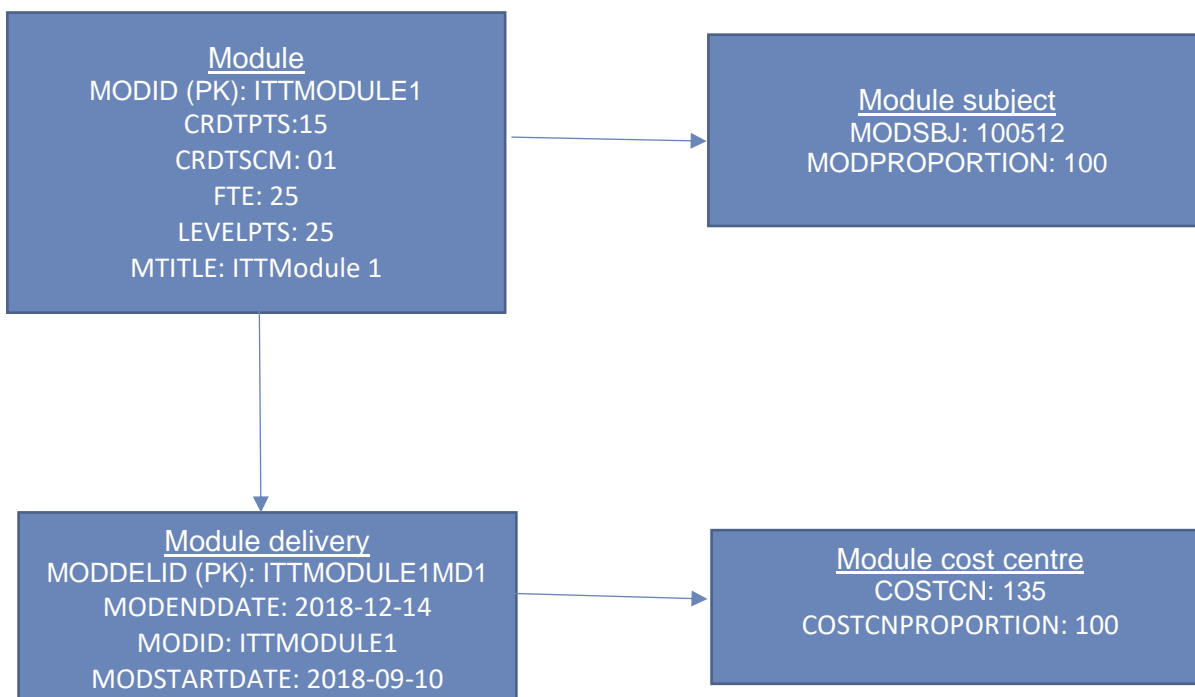 Module
MODID (PK): ITTMODULE1
CRDTPTS:15
CRDTSCM: 01
FTE: 25
LEVELPTS: 25
MTITLE: ITTModule 1
Module subject
MODSBJ: 100512
MODPROPORTION: 100
Module delivery
MODDELID (PK): ITTMODULE1MD1
MODENDDATE: 2018-12-14
MODID: ITTMODULE1
MODSTARTDATE: 2018-09-10
Module cost centre
COSTCN: 135
COSTCNPROPORTION: 100